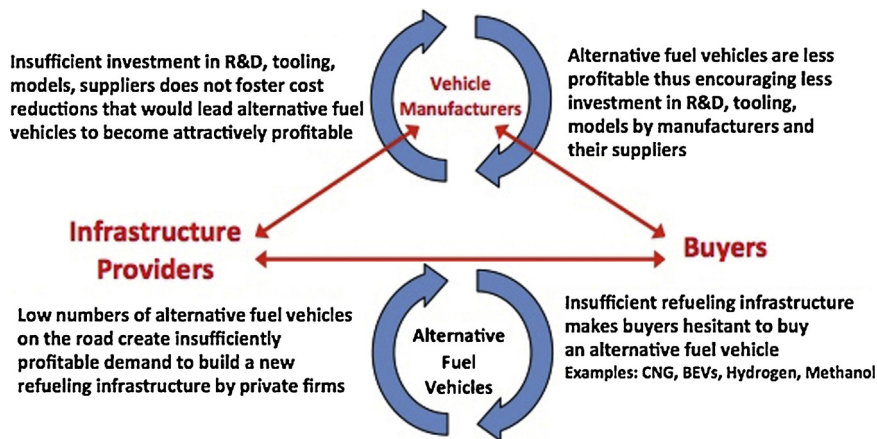 Insufficient investment in R&D, tooling,
models, suppliers does not foster cost
reductions that would lead alternative fuel
vehicles to become attractively profitable
Vehicle
Manufacturers
Alternative fuel vehicles are less
profitable thus encouraging less
investment in R&D, tooling,
models by manufacturers and
their suppliers
Infrastructure
Providers
Buyers
Low numbers of alternative fuel vehicles
on the road create insufficiently
profitable demand to build a new
refueling infrastructure by private firms
Alternative
Fuel
Vehicles
Insufficient refueling infrastructure
makes buyers hesitant to buy
an alternative fuel vehicle
Examples: CNG, BEVs, Hydrogen, Methanol